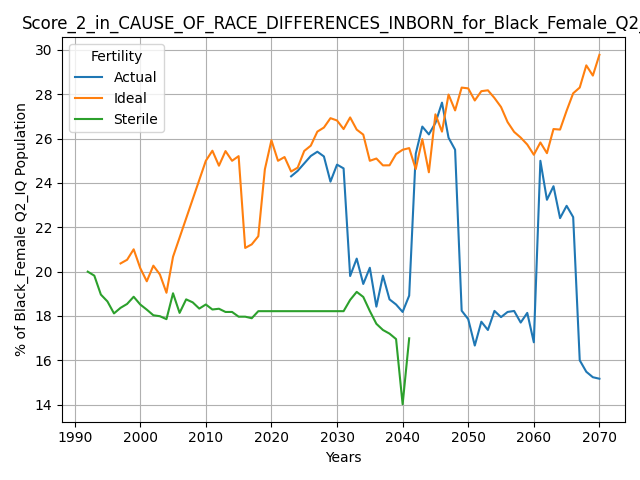 Score_2_in_CAUSE_OF_RACE_DIFFERENCES_INBORN_for_Black_Female_Q2_
Fertility
Actual
Ideal
Sterile
% of Black_Female Q2_IQ Population
30
28
26
24
22
20
18
16
14
1990 2000 2010 2020 2030 2040 2050 2060 2070
Years